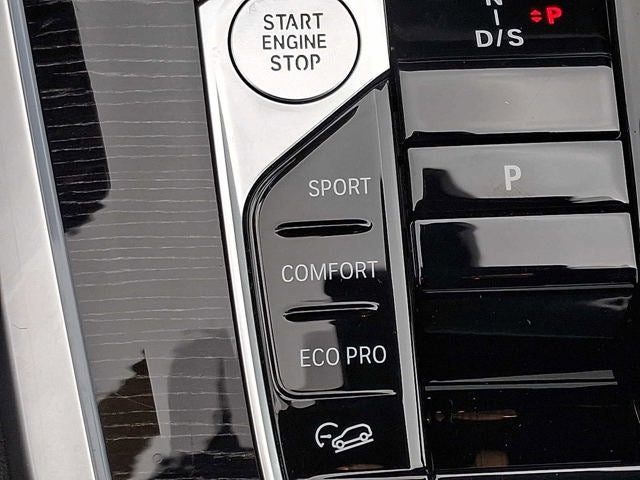 START
ENGINE
STOP
N
D/S
P
SPORT
P
COMFORT
ECO PRO